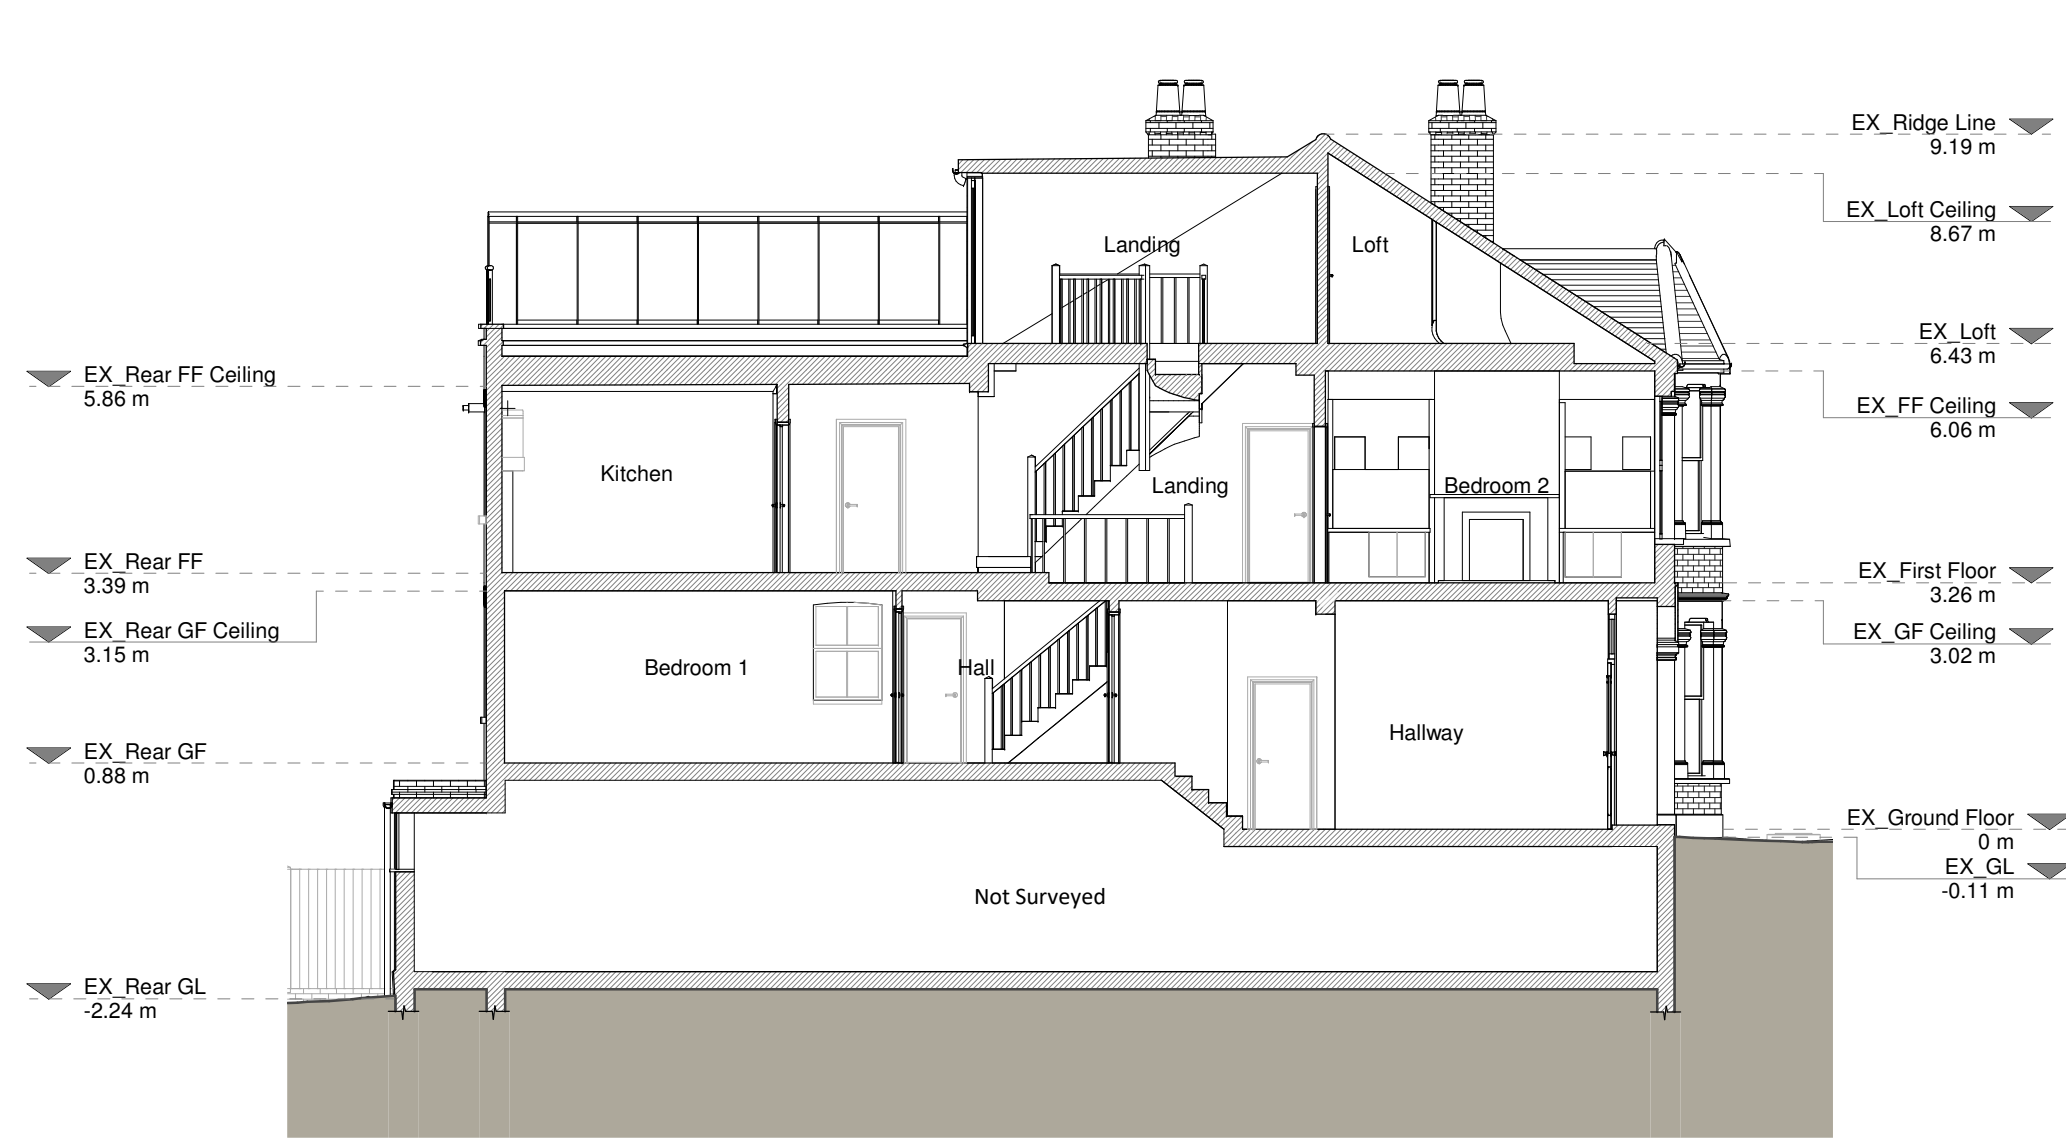 EX_Ridge Line
9.19 m
EX_Loft Ceiling
8.67 m
Landing
Loft
EX_Loft
6.43 m
EX_Rear FF Ceiling
5.86 m
EX_FF Ceiling
6.06 m
Kitchen
Landing
Bedroom 2
EX_Rear FF
3.39 m
EX_First Floor
3.26 m
EX_Rear GF Ceiling
3.15 m
EX_GF Ceiling
3.02 m
Bedroom 1
Hall
Hallway
EX_Rear GF
0.88 m
EX_Ground Floor
0 m
EX_GL
-0.11 m
Not Surveyed
EX_Rear GL
-2.24 m